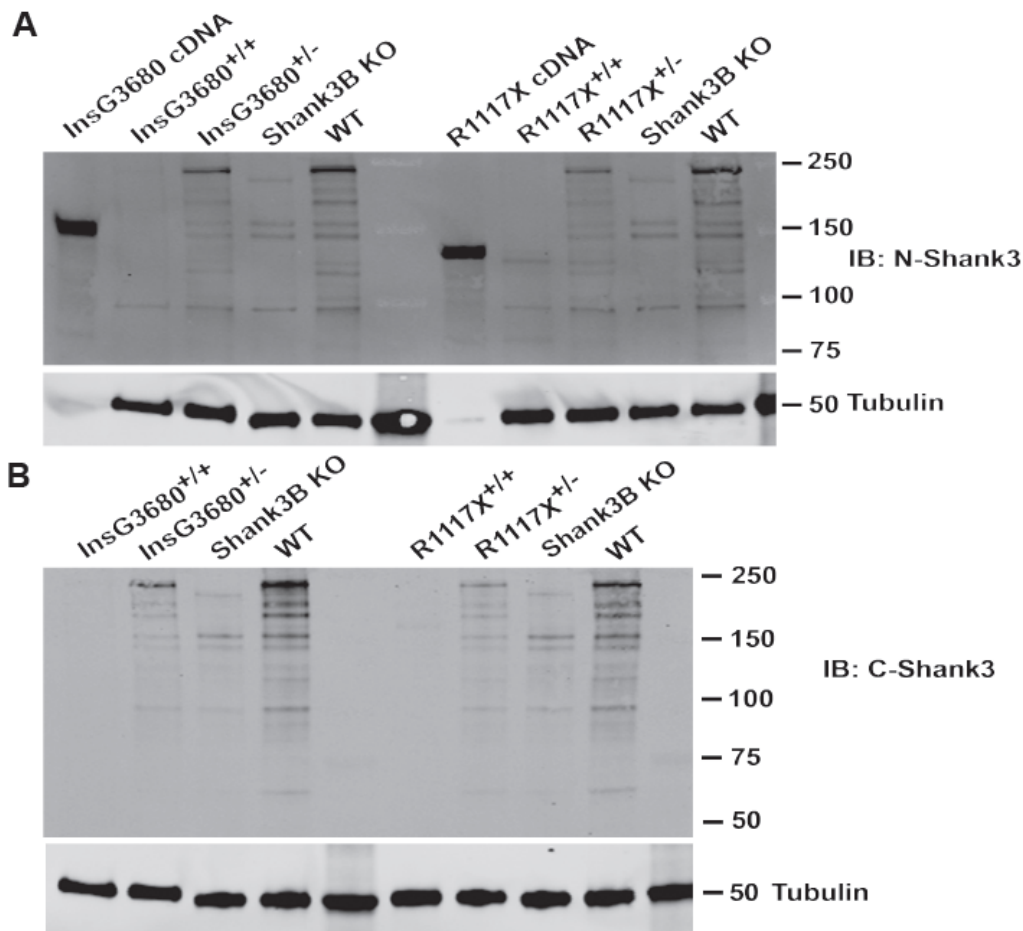 A
InsG3680 cDNA
InsG3680+/+
InsG3680+/-
Shank3B KO
WT
R1117X cDNA
R1117X+/+
R1117X+/-
Shank3B KO
WT
250
150
IB: N-Shank3
100
75
50 Tubulin
B
InsG3680+/+
InsG3680+/-
Shank3B KO
WT
R1117X+/+
R1117X+/-
Shank3B KO
WT
250
150
IB: C-Shank3
100
75
50
50 Tubulin